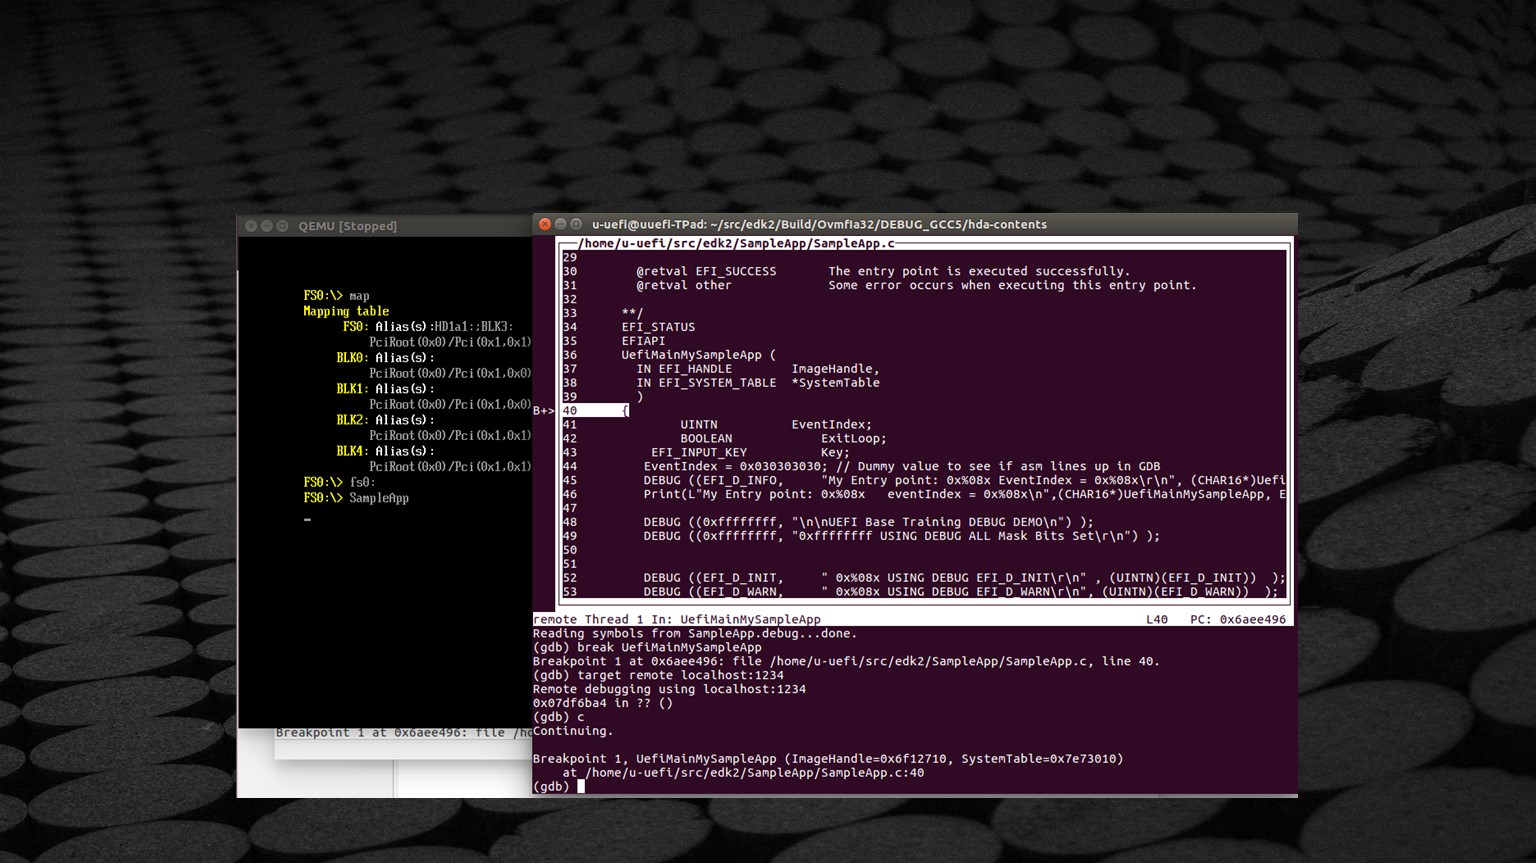 QEMU [Stopped]
FS0:\> map
Mapping table
FS0: Alias(s):HD1a1:;BLK3:
PciRoot(0x0)/Pci(0x1,0x1)
BLK0: Alias(s):
PciRoot(0x0)/Pci(0x1,0x0)
BLK1: Alias(s):
PciRoot(0x0)/Pci(0x1,0x0)
BLK2: Alias(s):
PciRoot(0x0)/Pci(0x1,0x1)
BLK4: Alias(s):
PciRoot(0x0)/Pci(0x1,0x1)
FS0:\> fs0:
FS0:\> SampleApp
_
Breakpoint 1 at 0x6aee496: file /ho
u-uefi@uuefi-TPad: ~/src/edk2/Build/OvmfIa32/DEBUG_GCC5/hda-contents
/home/u-uefi/src/edk2/SampleApp/SampleApp.c
29
30 @retval EFI_SUCCESS The entry point is executed successfully.
31 @retval other Some error occurs when executing this entry point.
32
33 **/
34 EFI_STATUS
35 EFIAPI
36 UefiMainMySampleApp (
37 IN EFI_HANDLE ImageHandle,
38 IN EFI_SYSTEM_TABLE *SystemTable
39 )
B+> 40 {
41 UINTN EventIndex;
42 BOOLEAN ExitLoop;
43 EFI_INPUT_KEY Key;
44 EventIndex = 0x030303030; // Dummy value to see if asm lines up in GDB
45 DEBUG ((EFI_D_INFO, "My Entry point: 0x%08x EventIndex = 0x%08x\r\n", (CHAR16*)Uefi
46 Print(L"My Entry point: 0x%08x eventIndex = 0x%08x\n",(CHAR16*)UefiMainMySampleApp, E
47
48 DEBUG ((0xffffffff, "\n\nUEFI Base Training DEBUG DEMO\n") );
49 DEBUG ((0xffffffff, "0xffffffff USING DEBUG ALL Mask Bits Set\r\n") );
50
51
52 DEBUG ((EFI_D_INIT, " 0x%08x USING DEBUG EFI_D_INIT\r\n" , (UINTN)(EFI_D_INIT)) );
53 DEBUG ((EFI_D_WARN, " 0x%08x USING DEBUG EFI_D_WARN\r\n", (UINTN)(EFI_D_WARN)) );
remote Thread 1 In: UefiMainMySampleApp L40 PC: 0x6aee496
Reading symbols from SampleApp.debug...done.
(gdb) break UefiMainMySampleApp
Breakpoint 1 at 0x6aee496: file /home/u-uefi/src/edk2/SampleApp/SampleApp.c, line 40.
(gdb) target remote localhost:1234
Remote debugging using localhost:1234
0x07df6ba4 in ?? ()
(gdb) c
Continuing.
Breakpoint 1, UefiMainMySampleApp (ImageHandle=0x6f12710, SystemTable=0x7e73010)
at /home/u-uefi/src/edk2/SampleApp/SampleApp.c:40
(gdb)